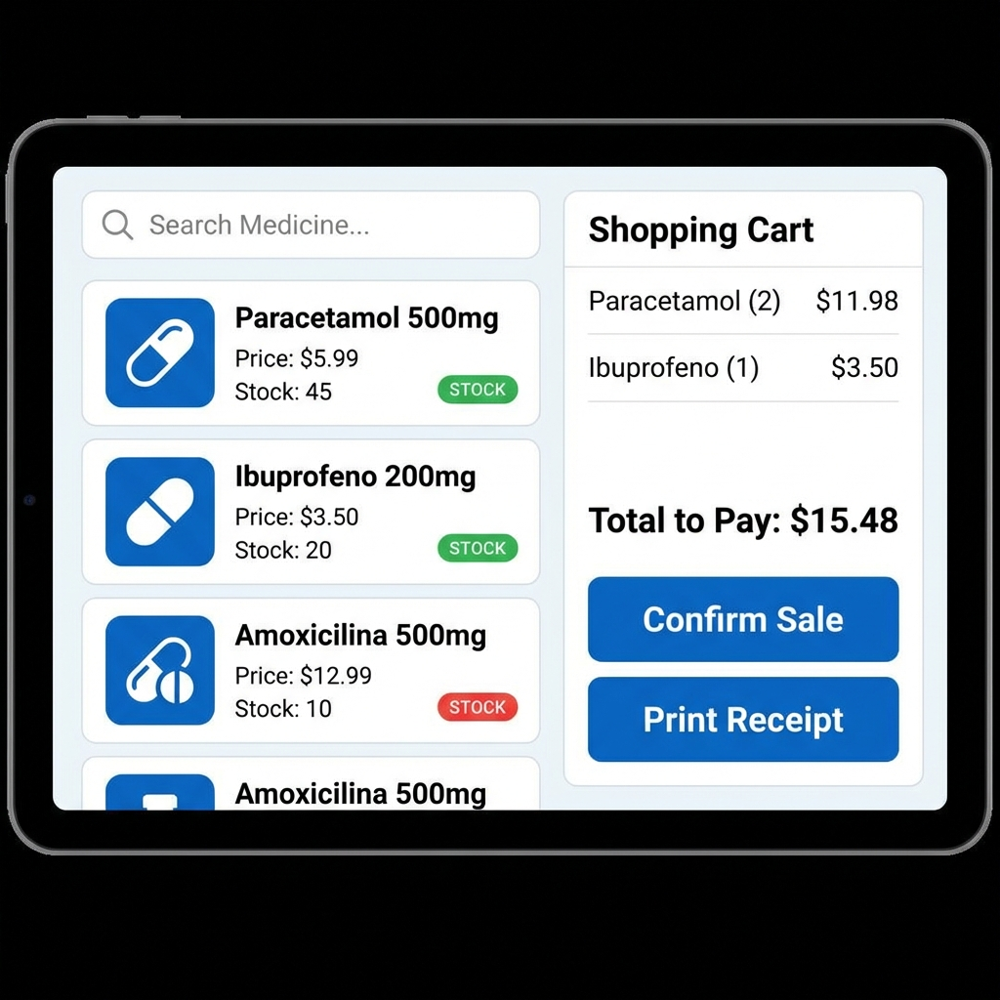 Search Medicine...
Paracetamol 500mg
Price: $5.99
Stock: 45
STOCK
Ibuprofeno 200mg
Price: $3.50
Stock: 20
STOCK
Amoxicilina 500mg
Price: $12.99
Stock: 10
STOCK
Amoxicilina 500mg
Shopping Cart
Paracetamol (2) $11.98
Ibuprofeno (1) $3.50
Total to Pay: $15.48
Confirm Sale
Print Receipt